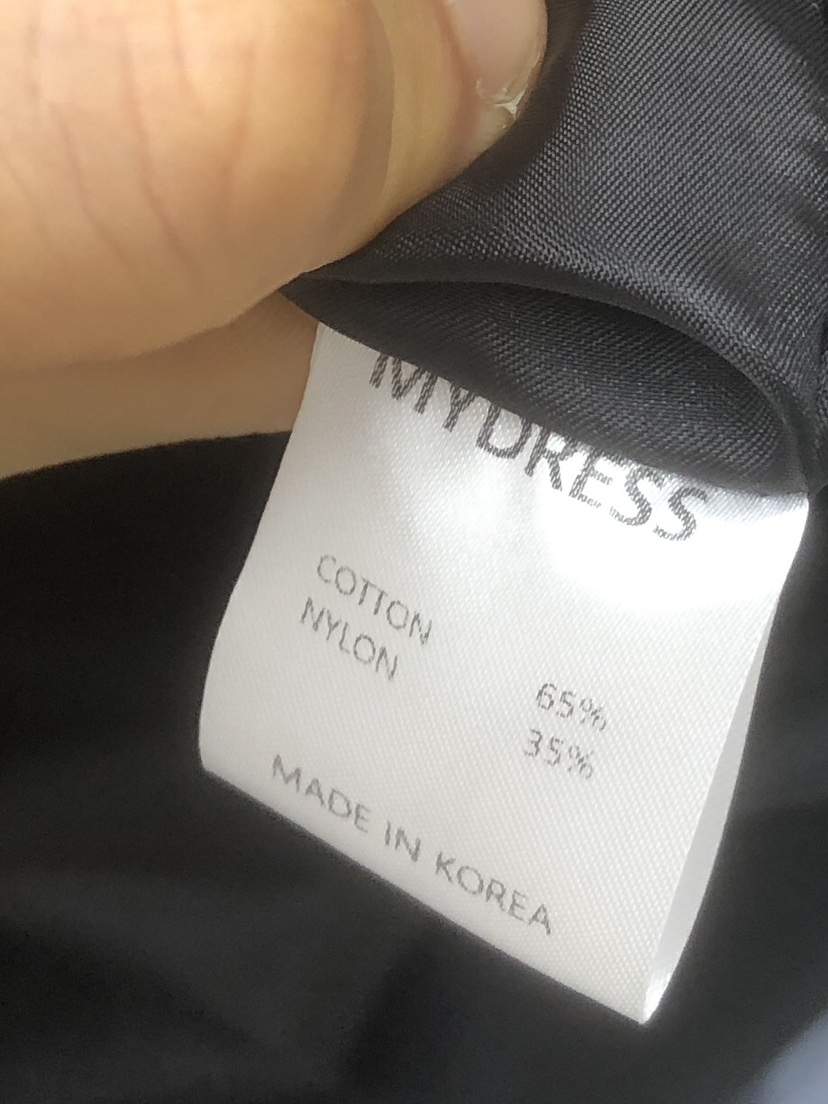 MYDRESS
COTTON 65%
NYLON 35%
MADE IN KOREA